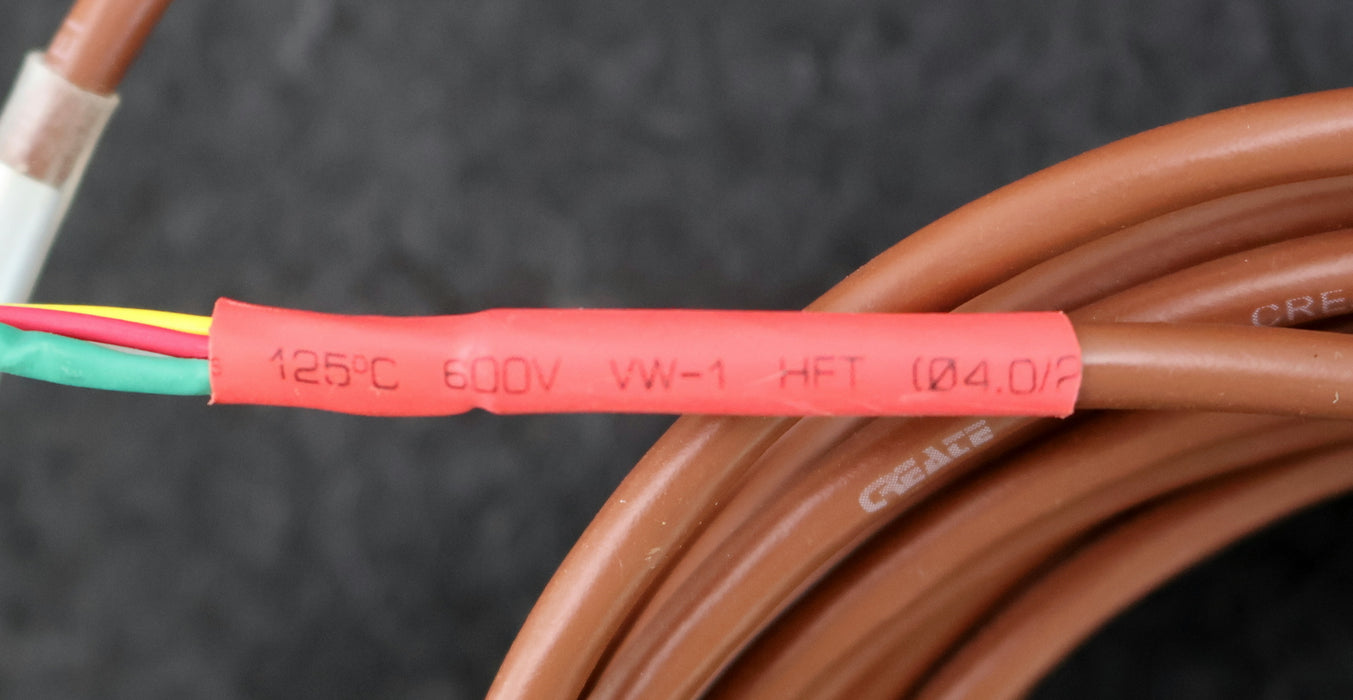 125°C 600V VW-1 HFT (Ø4.0/2
CRE
CREATE